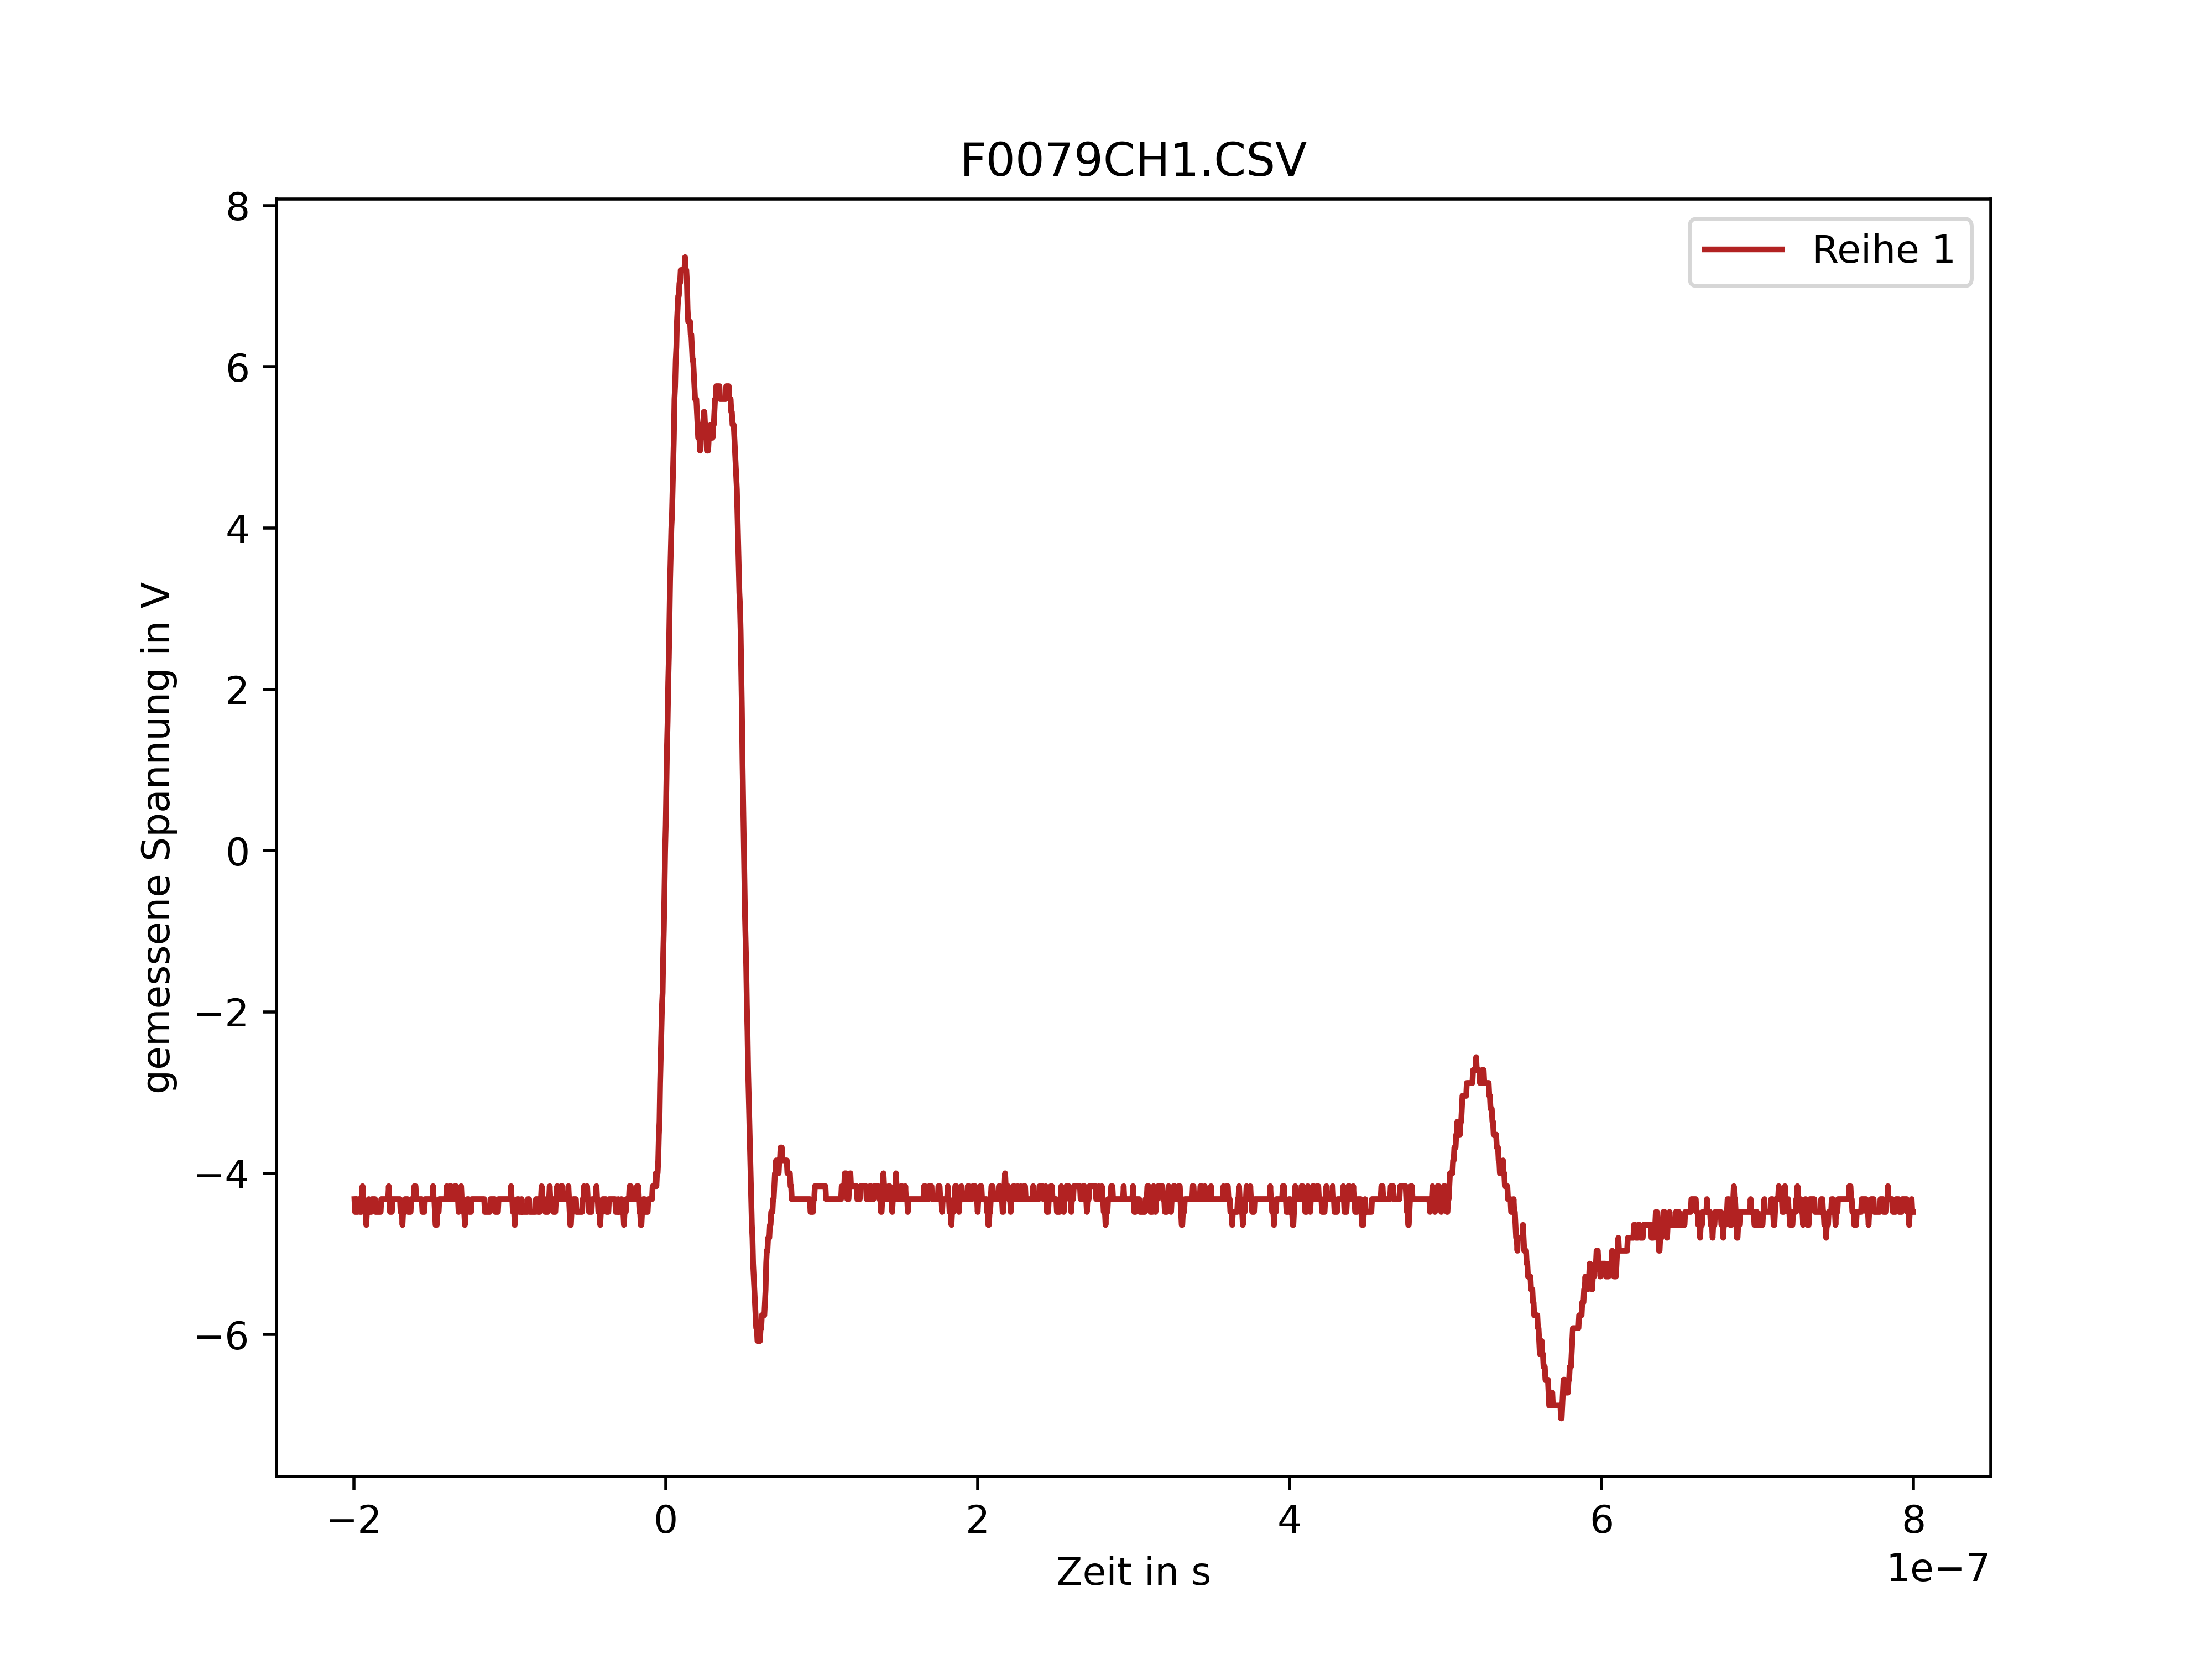 F0079CH1.CSV
Reihe 1
gemessene Spannung in V
8
6
4
2
0
−2
−4
−6
−2 0 2 4 6 8
1e−7
Zeit in s